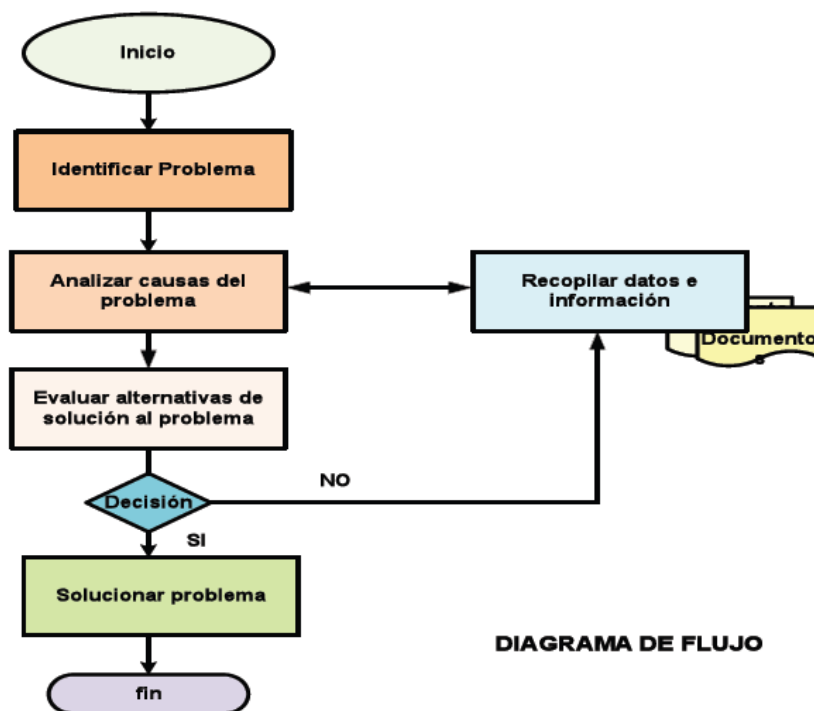 Inicio
Identificar Problema
Analizar causas del
problema
Recopilar datos e
información
Documento
s
Evaluar alternativas de
solución al problema
NO
Decisión
SI
Solucionar problema
DIAGRAMA DE FLUJO
fin